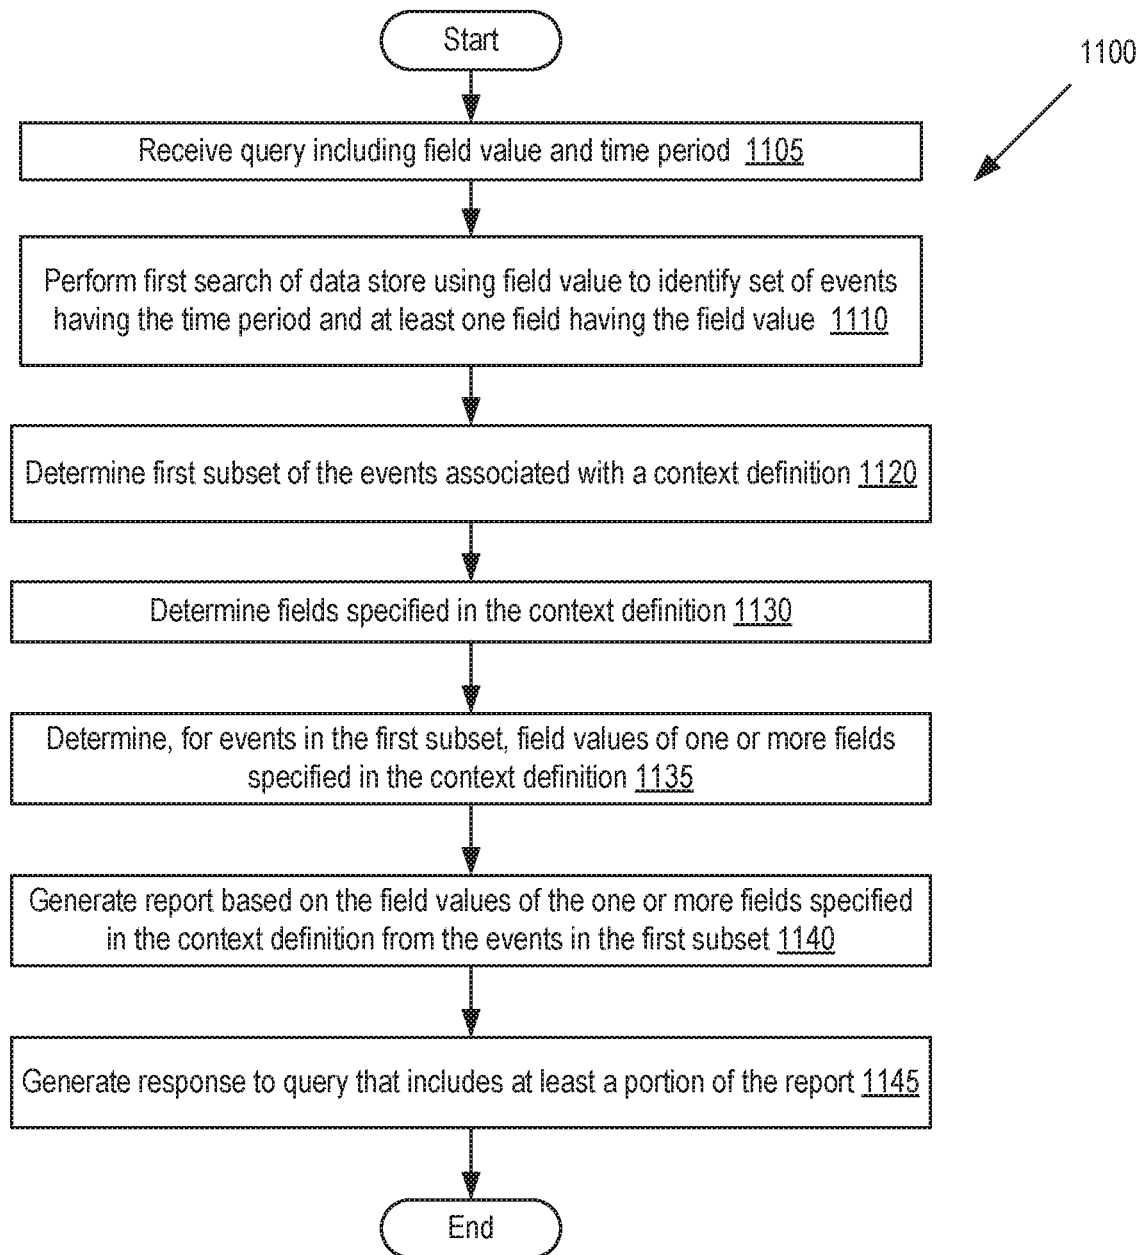 Start
1100
Receive query including field value and time period 1105
Perform first search of data store using field value to identify set of events
having the time period and at least one field having the field value 1110
Determine first subset of the events associated with a context definition 1120
Determine fields specified in the context definition 1130
Determine, for events in the first subset, field values of one or more fields
specified in the context definition 1135
Generate report based on the field values of the one or more fields specified
in the context definition from the events in the first subset 1140
Generate response to query that includes at least a portion of the report 1145
End